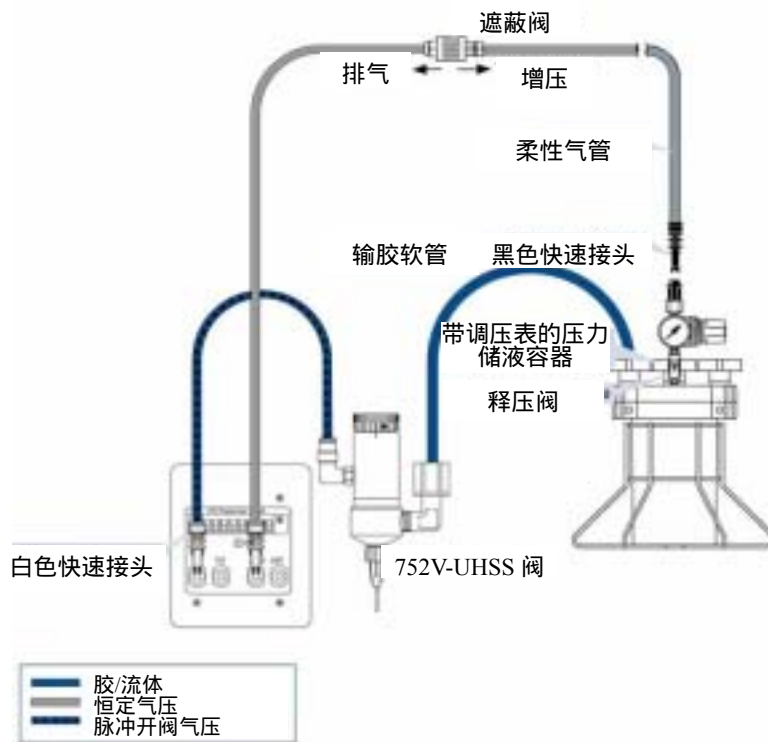 遮蔽阀
排气
增压
柔性气管
输胶软管
黑色快速接头
带调压表的压力
储液容器
释压阀
白色快速接头
752V-UHSS 阀
胶/流体
恒定气压
脉冲开阀气压